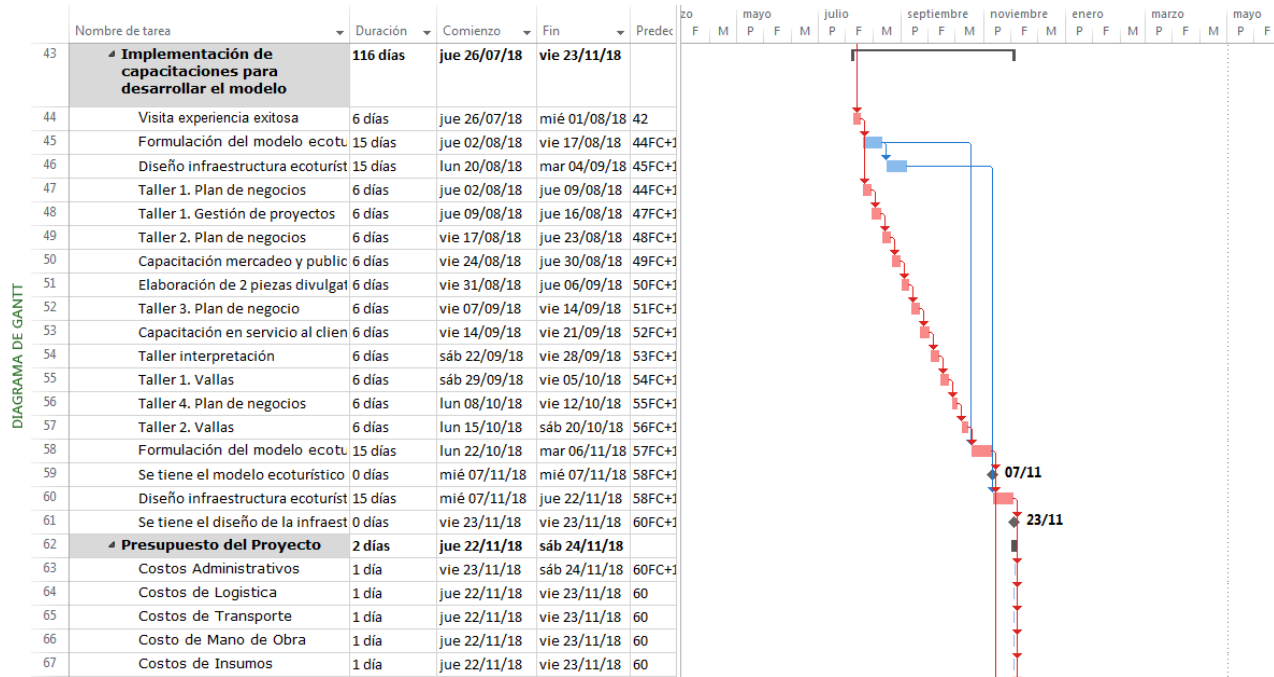 zo mayo julio septiembre noviembre enero marzo mayo
Nombre de tarea Duración Comienzo Fin Predec F M P F M P F M P F M P F M P F M P F M P F
43 Implementación de capacitaciones para desarrollar el modelo 116 días jue 26/07/18 vie 23/11/18
44 Visita experiencia exitosa 6 días jue 26/07/18 mié 01/08/18 42
45 Formulación del modelo ecotu 15 días jue 02/08/18 vie 17/08/18 44FC+1
46 Diseño infraestructura ecoturíst 15 días lun 20/08/18 mar 04/09/18 45FC+1
47 Taller 1. Plan de negocios 6 días jue 02/08/18 jue 09/08/18 44FC+1
48 Taller 1. Gestión de proyectos 6 días jue 09/08/18 jue 16/08/18 47FC+1
49 Taller 2. Plan de negocios 6 días vie 17/08/18 jue 23/08/18 48FC+1
50 Capacitación mercadeo y public 6 días vie 24/08/18 jue 30/08/18 49FC+1
51 Elaboración de 2 piezas divulgat 6 días vie 31/08/18 jue 06/09/18 50FC+1
52 Taller 3. Plan de negocio 6 días vie 07/09/18 vie 14/09/18 51FC+1
53 Capacitación en servicio al clien 6 días vie 14/09/18 vie 21/09/18 52FC+1
54 Taller interpretación 6 días sáb 22/09/18 vie 28/09/18 53FC+1
55 Taller 1. Vallas 6 días sáb 29/09/18 vie 05/10/18 54FC+1
56 Taller 4. Plan de negocios 6 días lun 08/10/18 vie 12/10/18 55FC+1
57 Taller 2. Vallas 6 días lun 15/10/18 sáb 20/10/18 56FC+1
58 Formulación del modelo ecotu 15 días lun 22/10/18 mar 06/11/18 57FC+1
59 Se tiene el modelo ecoturístico 0 días mié 07/11/18 mié 07/11/18 58FC+1 07/11
60 Diseño infraestructura ecoturíst 15 días mié 07/11/18 jue 22/11/18 58FC+1
61 Se tiene el diseño de la infraest 0 días vie 23/11/18 vie 23/11/18 60FC+1 23/11
62 Presupuesto del Proyecto 2 días jue 22/11/18 sáb 24/11/18
63 Costos Administrativos 1 día vie 23/11/18 sáb 24/11/18 60FC+1
64 Costos de Logistica 1 día jue 22/11/18 vie 23/11/18 60
65 Costos de Transporte 1 día jue 22/11/18 vie 23/11/18 60
66 Costo de Mano de Obra 1 día jue 22/11/18 vie 23/11/18 60
67 Costos de Insumos 1 día jue 22/11/18 vie 23/11/18 60
DIAGRAMA DE GANTT